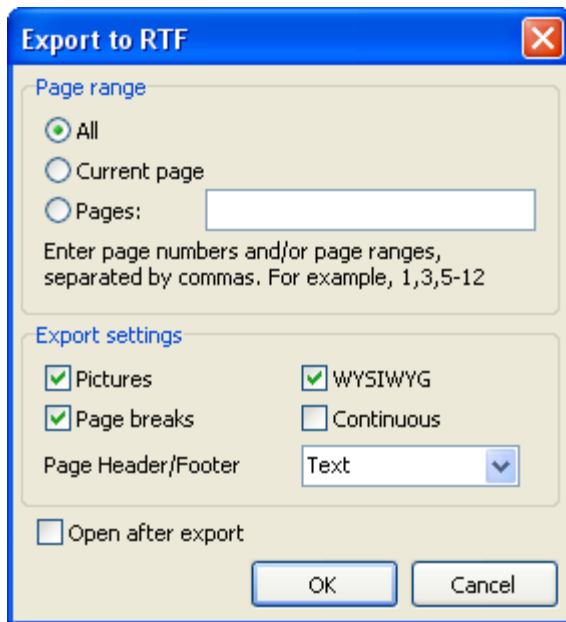 Export to RTF
Page range
All
Current page
Pages:
Enter page numbers and/or page ranges,
separated by commas. For example, 1,3,5-12
Export settings
Pictures WYSIWYG
Page breaks Continuous
Page Header/Footer Text
Open after export
OK Cancel